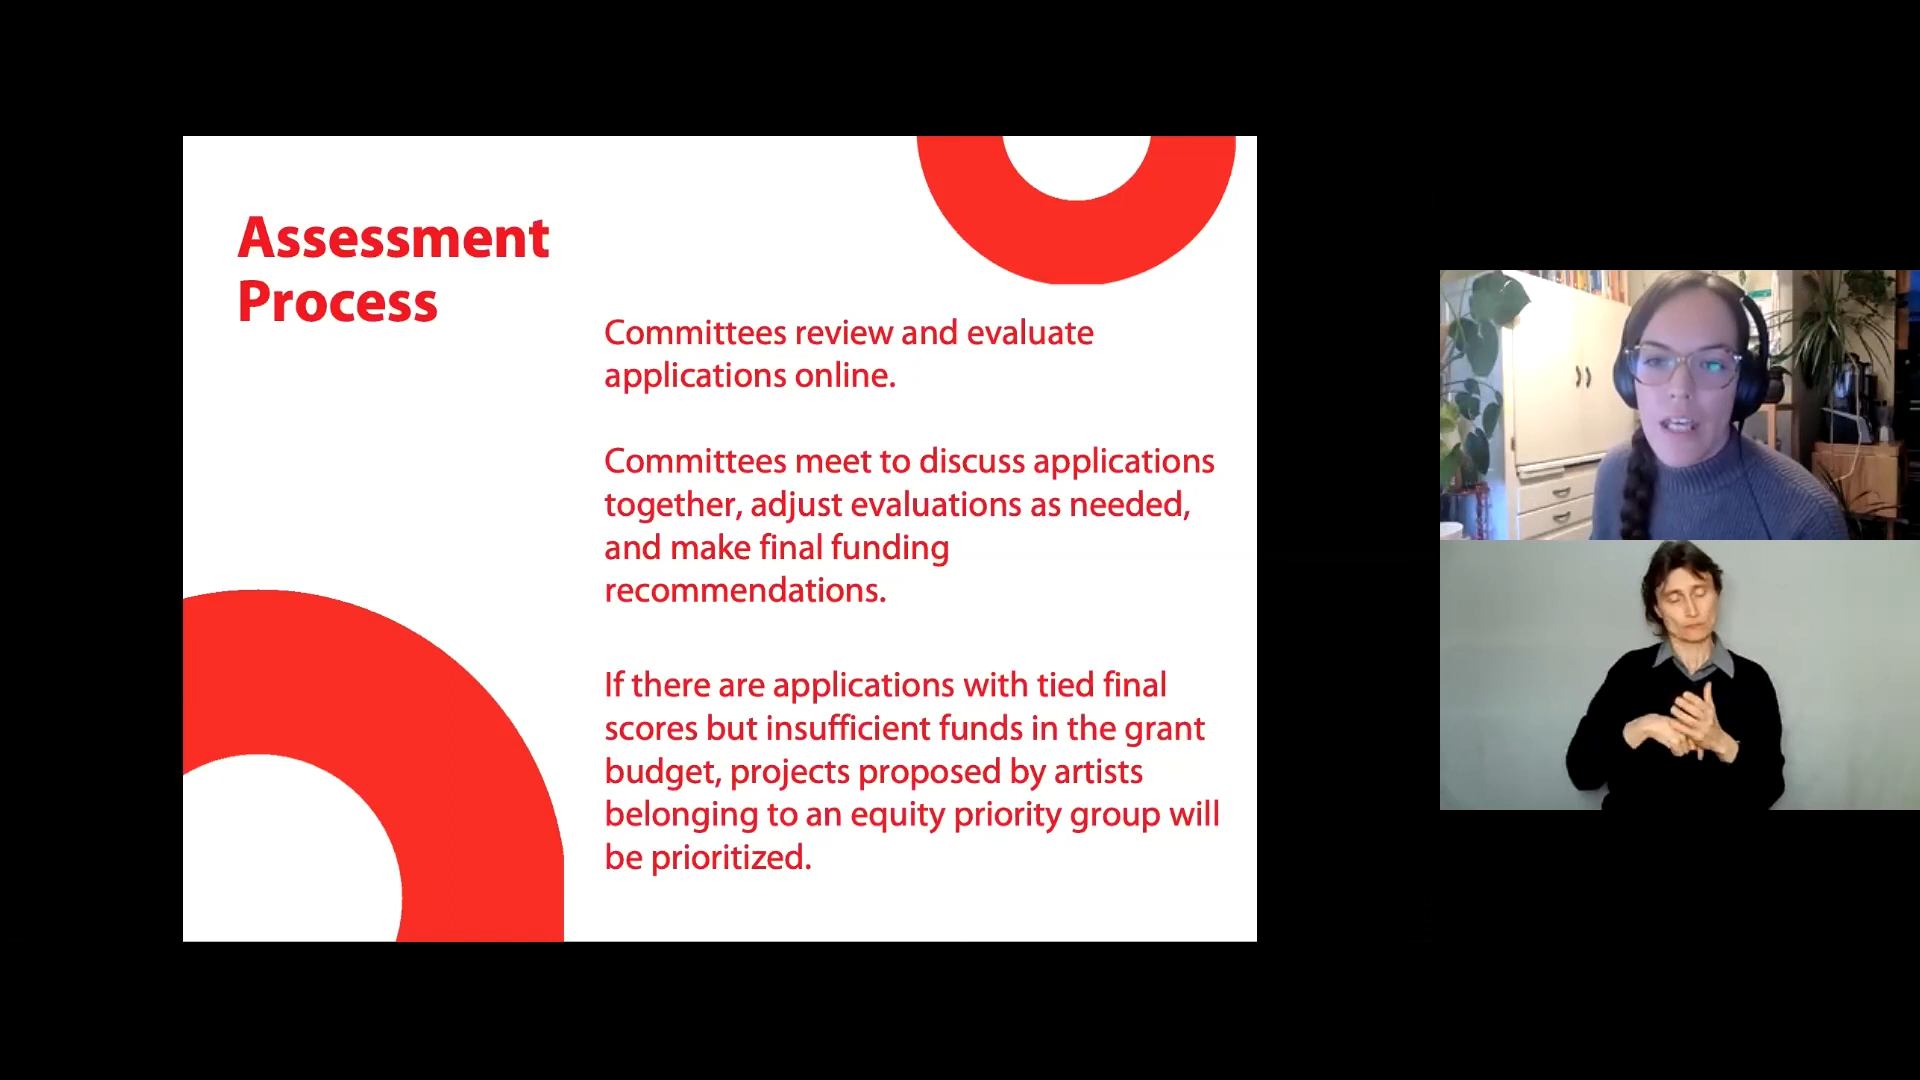 Assessment
Process
Committees review and evaluate
applications online.
Committees meet to discuss applications
together, adjust evaluations as needed,
and make final funding
recommendations.
If there are applications with tied final
scores but insufficient funds in the grant
budget, projects proposed by artists
belonging to an equity priority group will
be prioritized.